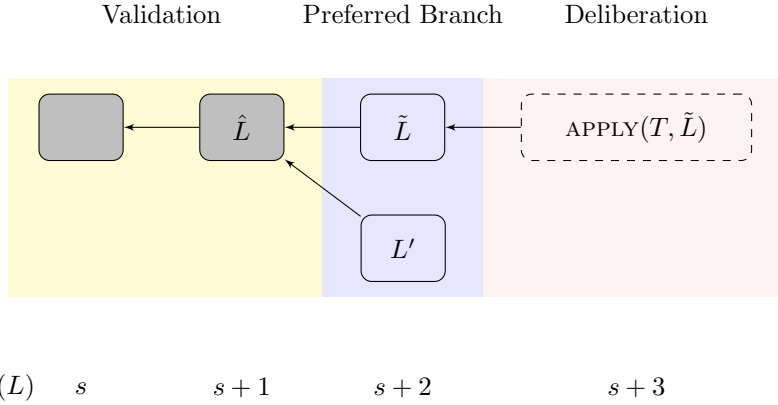 Validation Preferred Branch Deliberation
L̂ L̃ APPLY(T, L̃)
L′
(L) s s + 1 s + 2 s + 3